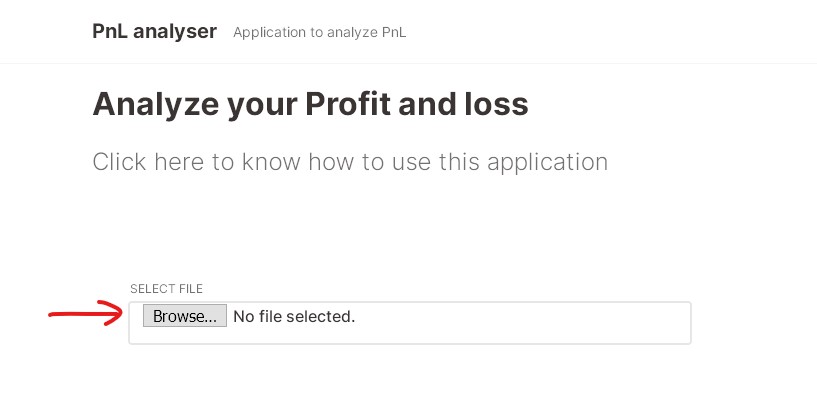 PnL analyser Application to analyze PnL
Analyze your Profit and loss
Click here to know how to use this application
SELECT FILE
Browse... No file selected.